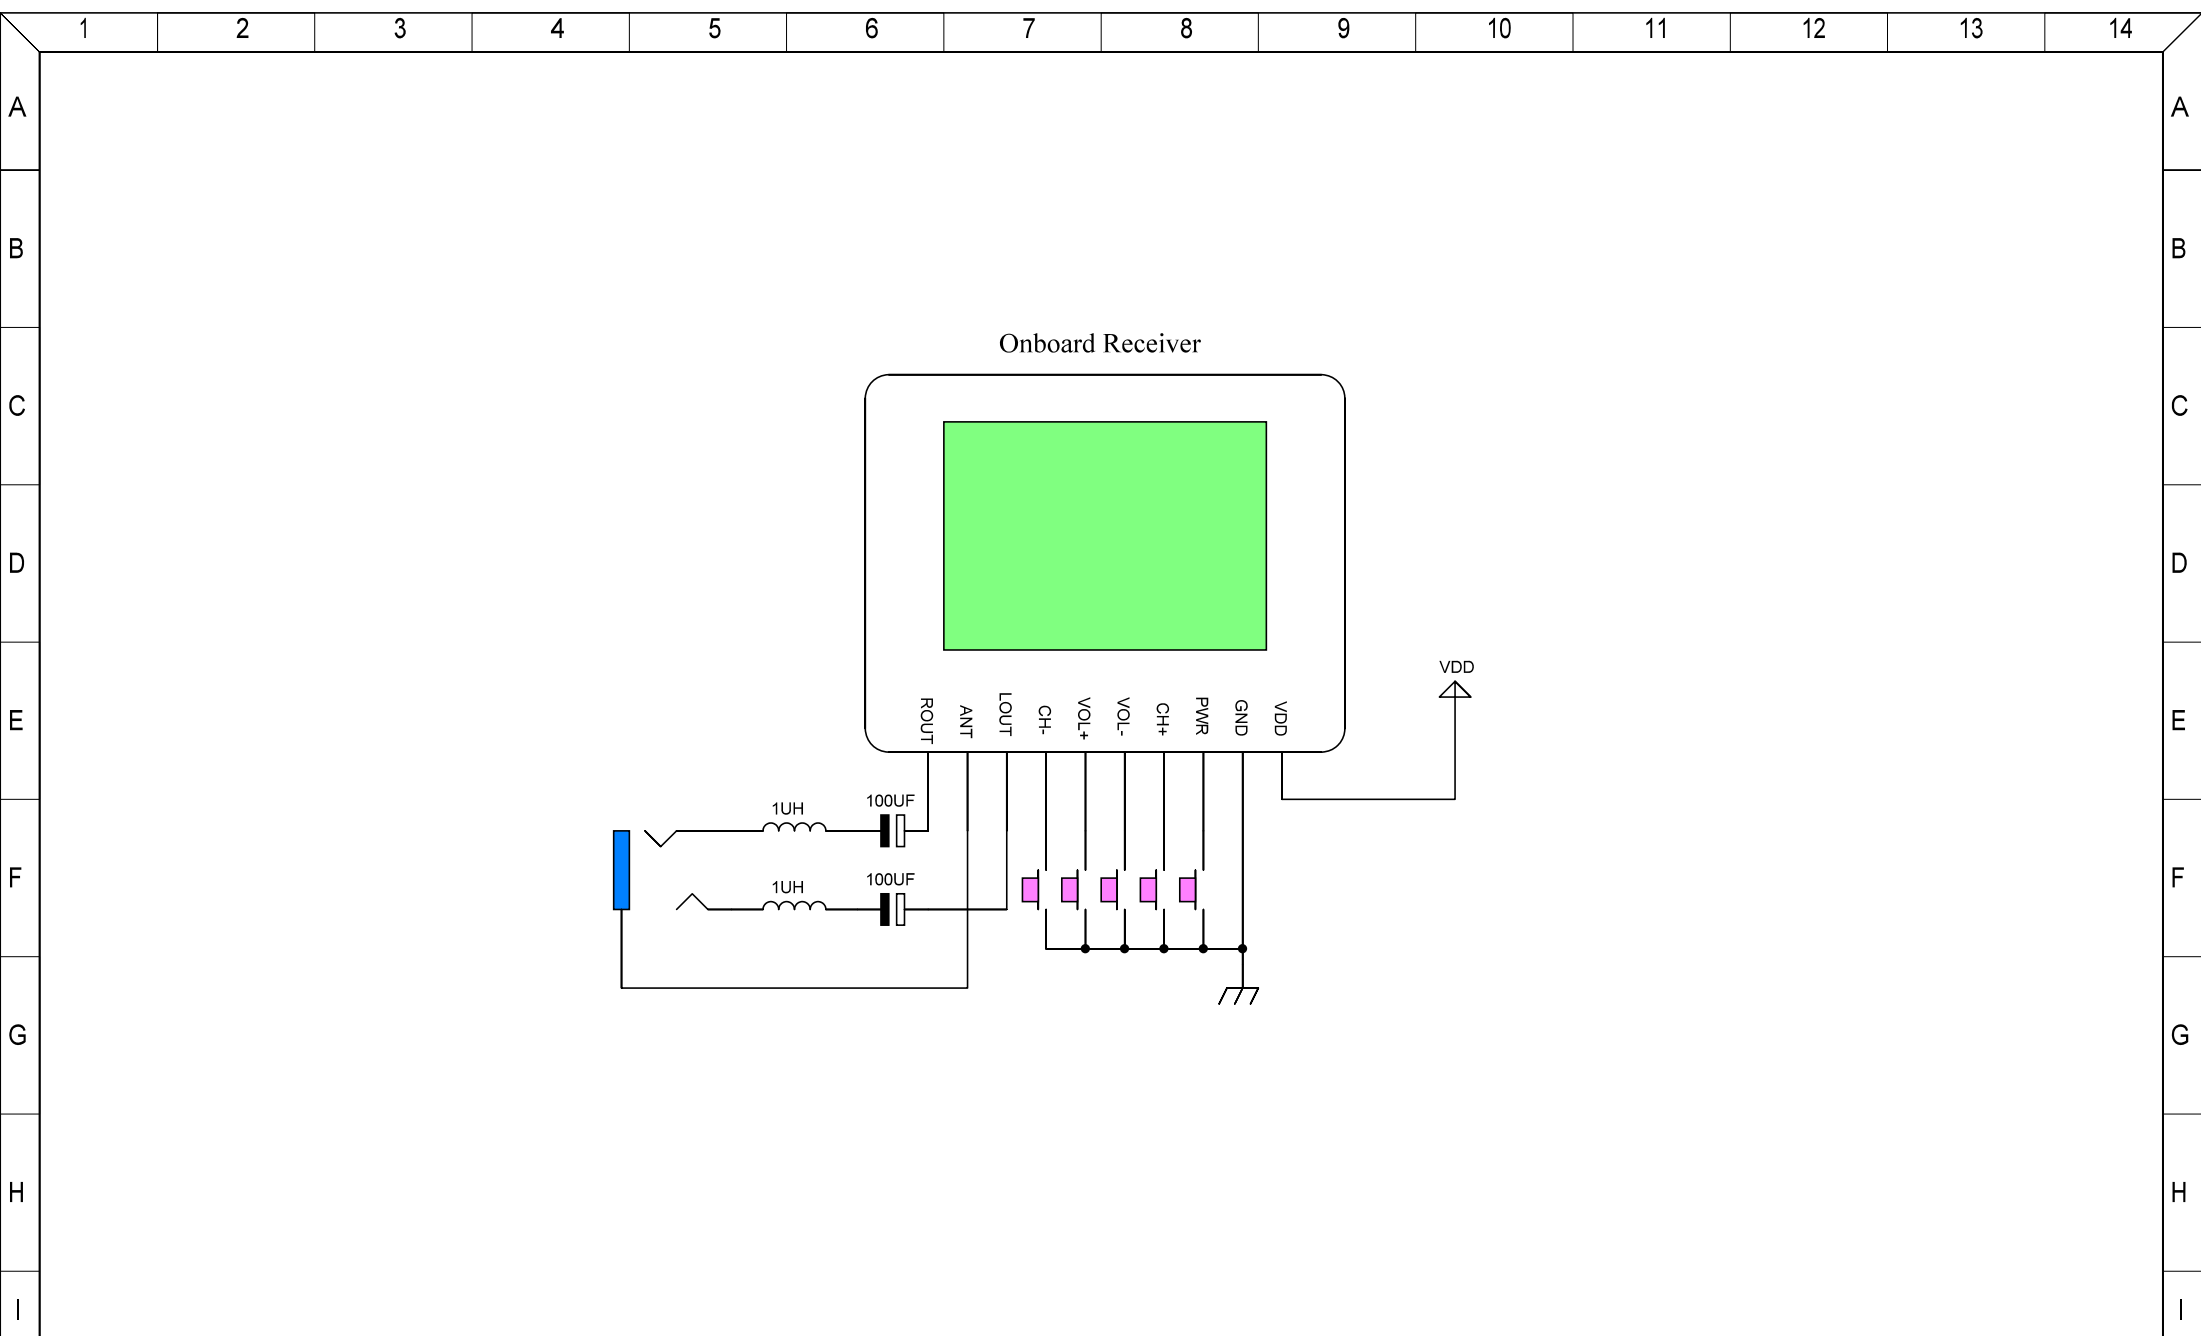 1 2 3 4 5 6 7 8 9 10 11 12 13 14
A A
B B
Onboard Receiver
C C
D D
VDD
E E
ROUT ANT LOUT CH- VOL+ VOL- CH+ PWR GND VDD
1UH 100UF
F F
1UH 100UF
G G
H H
I I